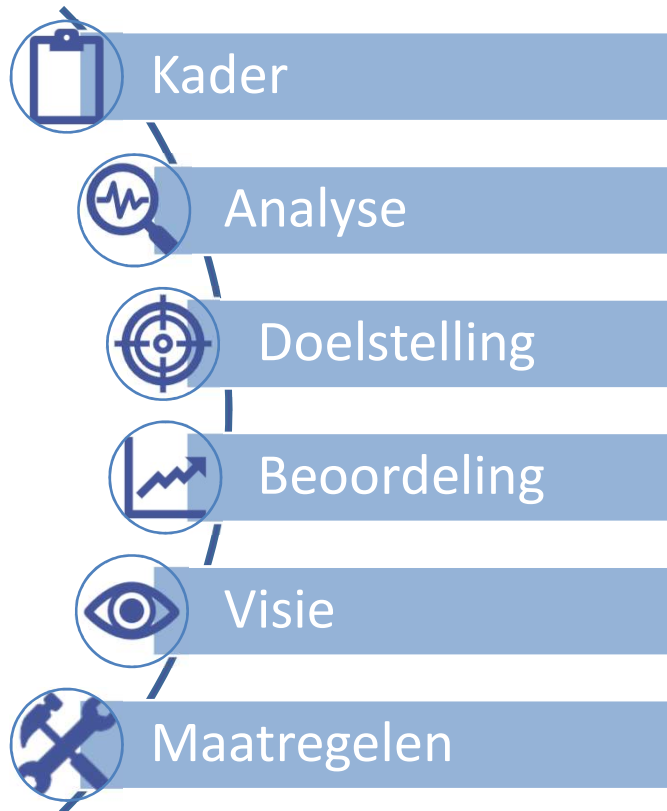 Kader
Analyse
Doelstelling
Beoordeling
Visie
Maatregelen